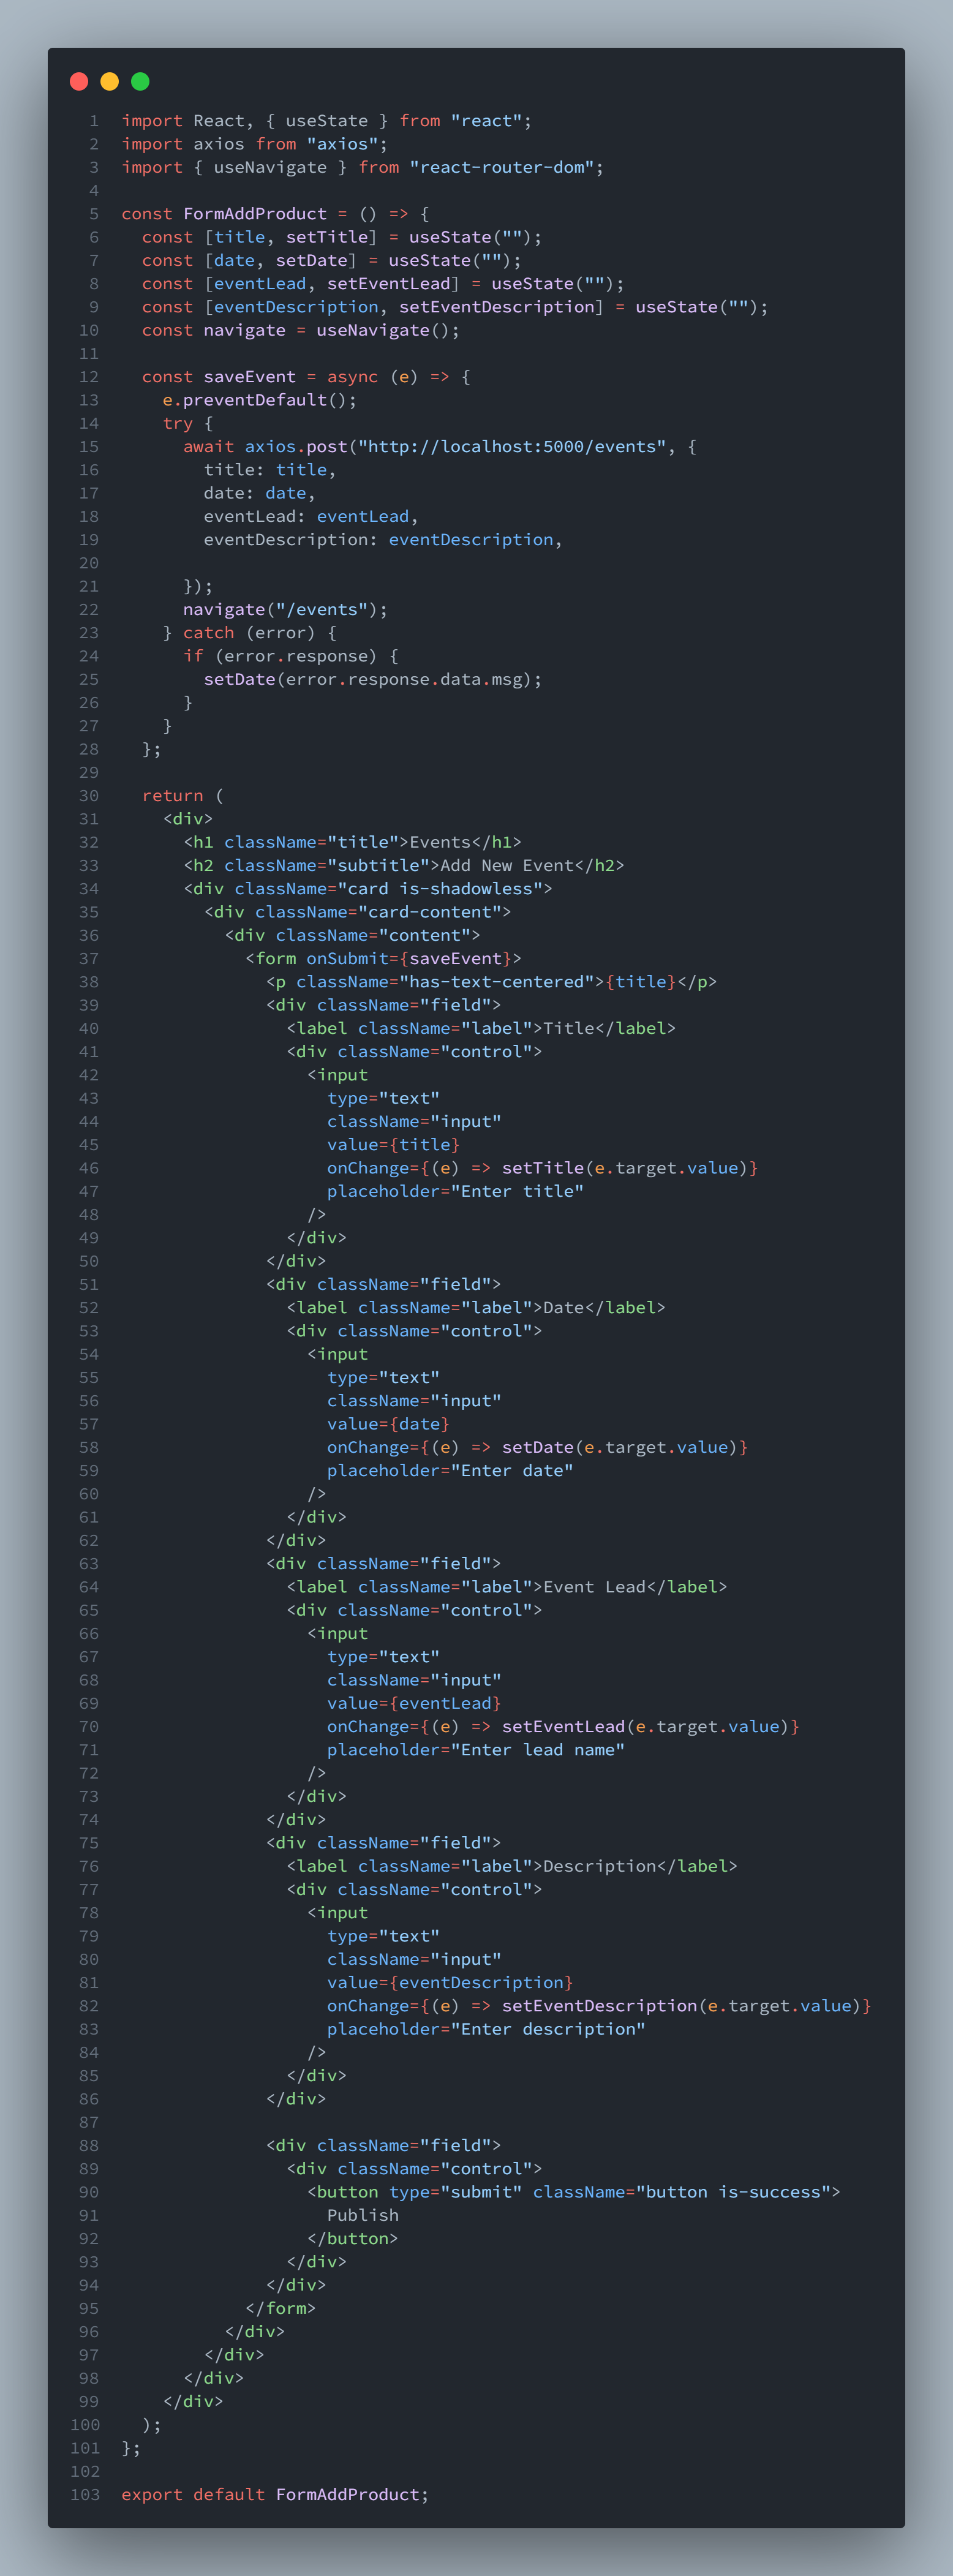 1 import React, { useState } from "react";
2 import axios from "axios";
3 import { useNavigate } from "react-router-dom";
4
5 const FormAddProduct = () => {
6   const [title, setTitle] = useState("");
7   const [date, setDate] = useState("");
8   const [eventLead, setEventLead] = useState("");
9   const [eventDescription, setEventDescription] = useState("");
10   const navigate = useNavigate();
11
12   const saveEvent = async (e) => {
13     e.preventDefault();
14     try {
15       await axios.post("http://localhost:5000/events", {
16         title: title,
17         date: date,
18         eventLead: eventLead,
19         eventDescription: eventDescription,
20
21       });
22       navigate("/events");
23     } catch (error) {
24       if (error.response) {
25         setDate(error.response.data.msg);
26       }
27     }
28   };
29
30   return (
31     <div>
32       <h1 className="title">Events</h1>
33       <h2 className="subtitle">Add New Event</h2>
34       <div className="card is-shadowless">
35         <div className="card-content">
36           <div className="content">
37             <form onSubmit={saveEvent}>
38               <p className="has-text-centered">{title}</p>
39               <div className="field">
40                 <label className="label">Title</label>
41                 <div className="control">
42                   <input
43                     type="text"
44                     className="input"
45                     value={title}
46                     onChange={(e) => setTitle(e.target.value)}
47                     placeholder="Enter title"
48                   />
49                 </div>
50               </div>
51               <div className="field">
52                 <label className="label">Date</label>
53                 <div className="control">
54                   <input
55                     type="text"
56                     className="input"
57                     value={date}
58                     onChange={(e) => setDate(e.target.value)}
59                     placeholder="Enter date"
60                   />
61                 </div>
62               </div>
63               <div className="field">
64                 <label className="label">Event Lead</label>
65                 <div className="control">
66                   <input
67                     type="text"
68                     className="input"
69                     value={eventLead}
70                     onChange={(e) => setEventLead(e.target.value)}
71                     placeholder="Enter lead name"
72                   />
73                 </div>
74               </div>
75               <div className="field">
76                 <label className="label">Description</label>
77                 <div className="control">
78                   <input
79                     type="text"
80                     className="input"
81                     value={eventDescription}
82                     onChange={(e) => setEventDescription(e.target.value)}
83                     placeholder="Enter description"
84                   />
85                 </div>
86               </div>
87
88               <div className="field">
89                 <div className="control">
90                   <button type="submit" className="button is-success">
91                     Publish
92                   </button>
93                 </div>
94               </div>
95             </form>
96           </div>
97         </div>
98       </div>
99     </div>
100   );
101 };
102
103 export default FormAddProduct;